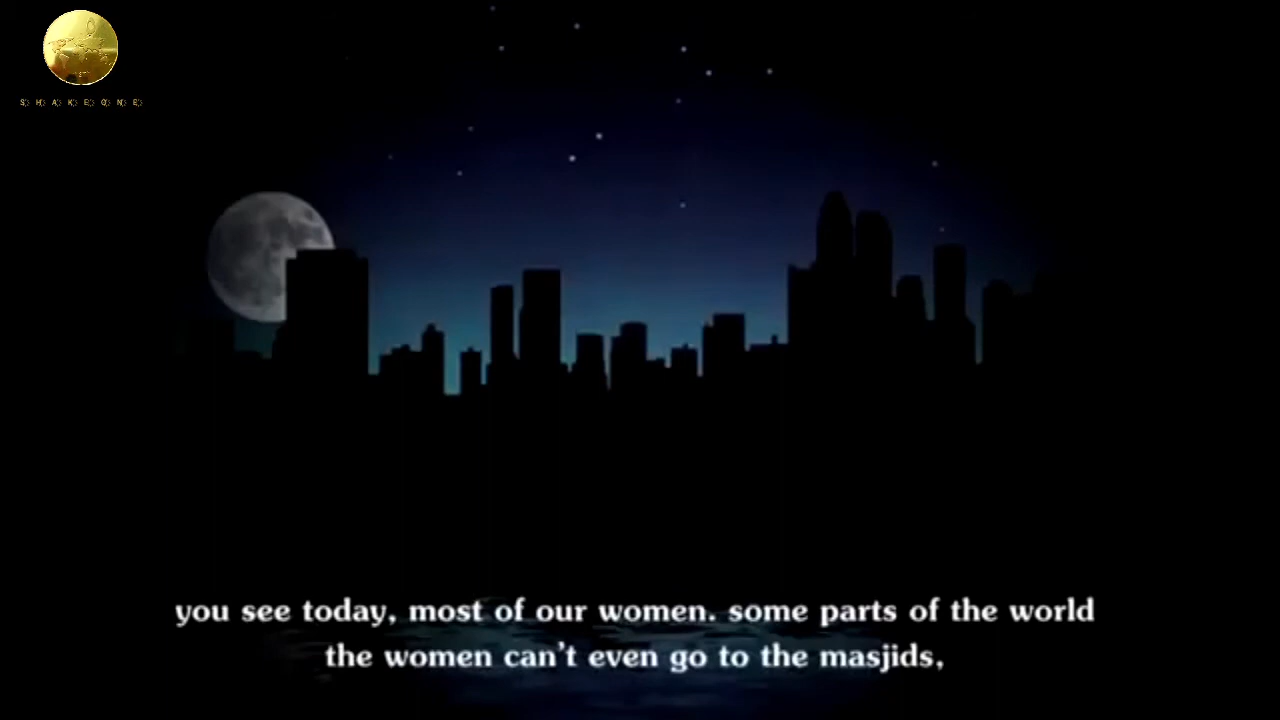 SHAKEONE
you see today, most of our women. some parts of the world
the women can't even go to the masjids,